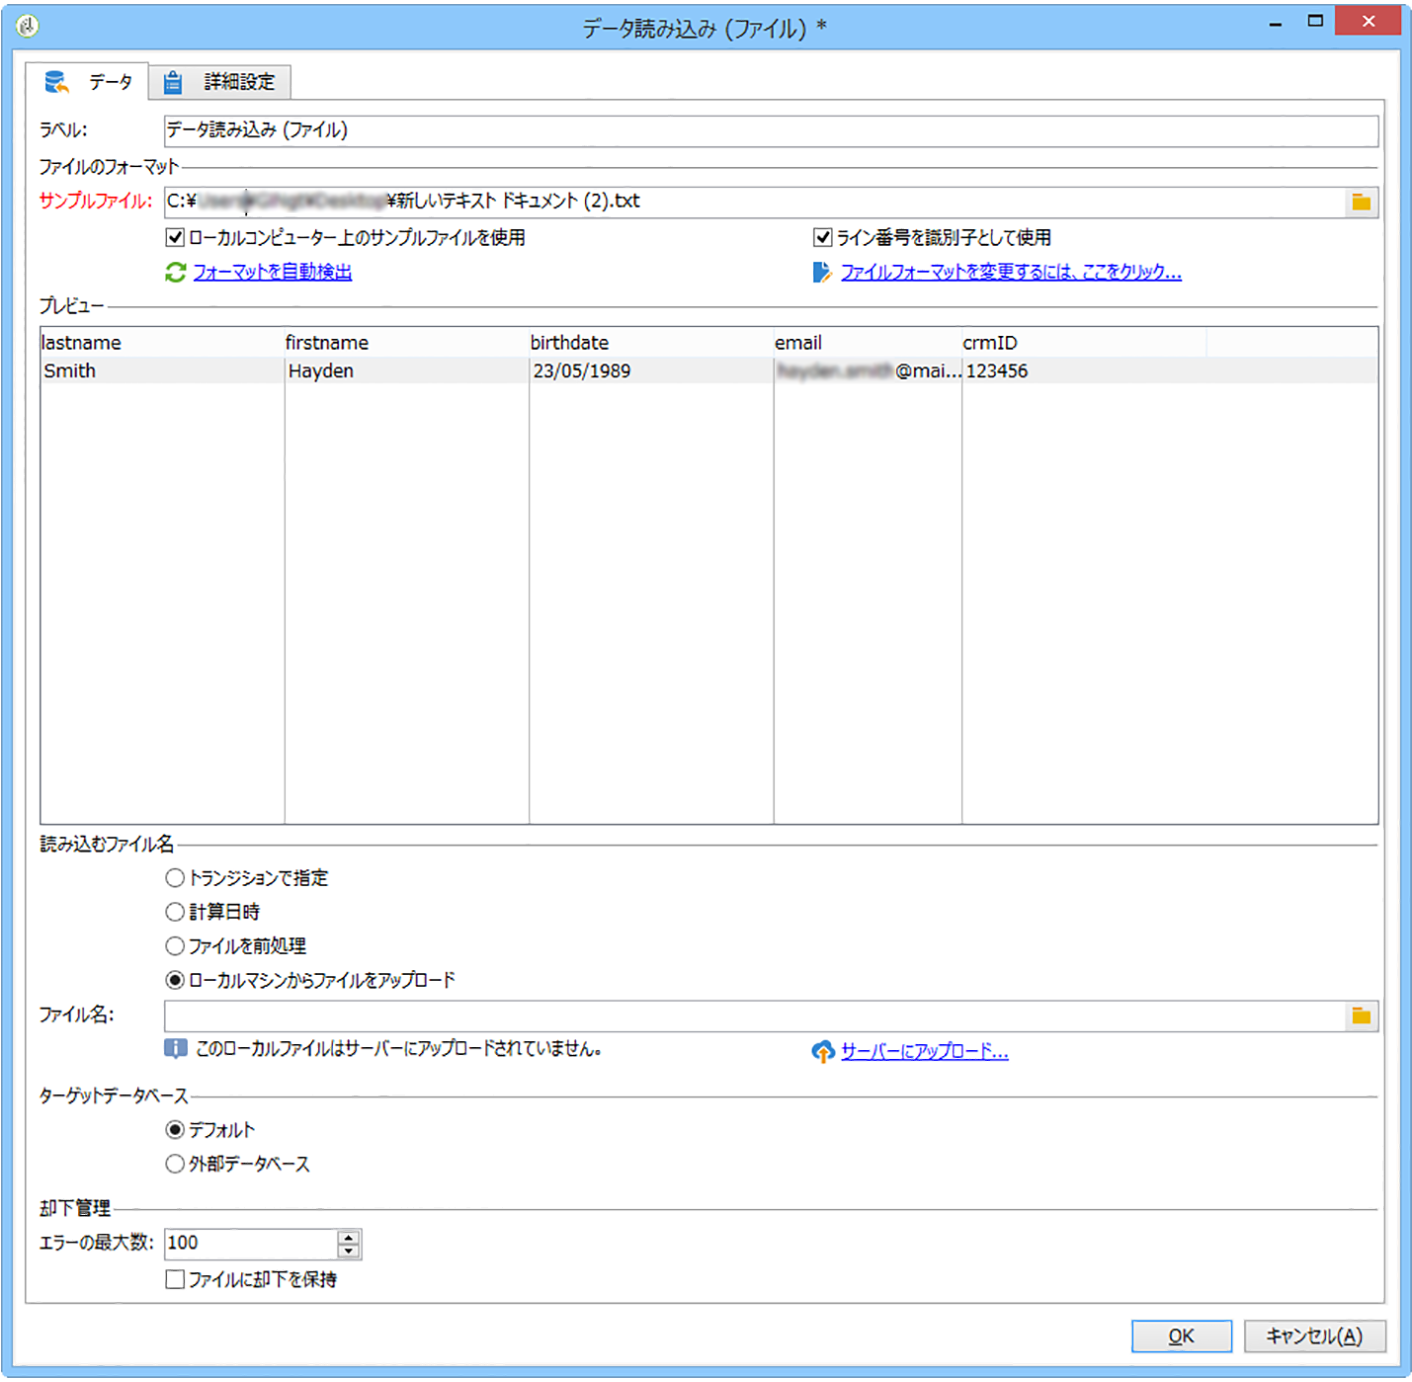 データ読み込み (ファイル) *
データ 詳細設定
ラベル: データ読み込み (ファイル)
ファイルのフォーマット
サンプルファイル: C:¥ ¥新しいテキスト ドキュメント (2).txt
ローカルコンピューター上のサンプルファイルを使用 ライン番号を識別子として使用
フォーマットを自動検出 ファイルフォーマットを変更するには、ここをクリック...
プレビュー
lastname firstname birthdate email crmID
Smith Hayden 23/05/1989 @mai... 123456
読み込むファイル名
トランジションで指定
計算日時
ファイルを前処理
ローカルマシンからファイルをアップロード
ファイル名:
このローカルファイルはサーバーにアップロードされていません。 サーバーにアップロード...
ターゲットデータベース
デフォルト
外部データベース
却下管理
エラーの最大数: 100
ファイルに却下を保持
OK キャンセル(A)